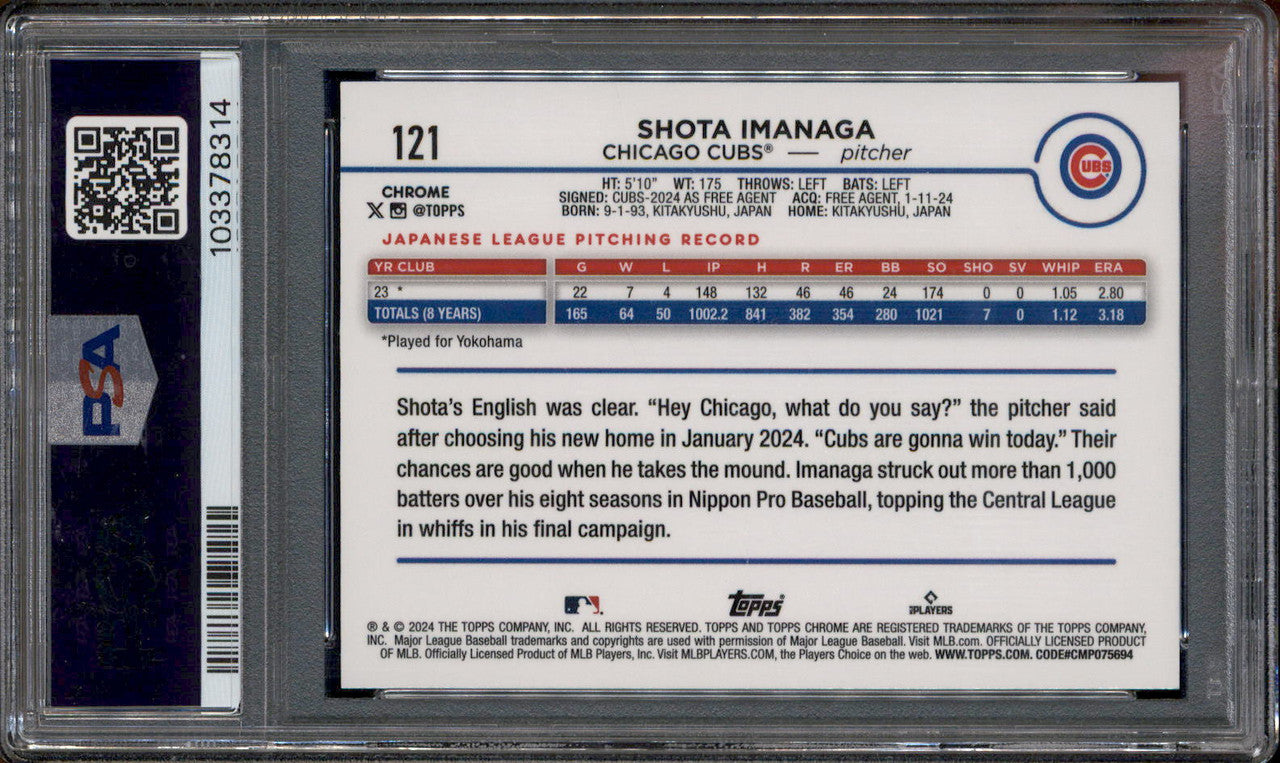 103378314
PSA
121
SHOTA IMANAGA
CHICAGO CUBS® — pitcher
CUBS
CHROME
X @TOPPS
HT: 5'10" WT: 175 THROWS: LEFT BATS: LEFT
SIGNED: CUBS-2024 AS FREE AGENT ACQ: FREE AGENT, 1-11-24
BORN: 9-1-93, KITAKYUSHU, JAPAN HOME: KITAKYUSHU, JAPAN
JAPANESE LEAGUE PITCHING RECORD
YR CLUB G W L IP H R ER BB SO SHO SV WHIP ERA
23 * 22 7 4 148 132 46 46 24 174 0 0 1.05 2.80
TOTALS (8 YEARS) 165 64 50 1002.2 841 382 354 280 1021 7 0 1.12 3.18
*Played for Yokohama
Shota's English was clear. “Hey Chicago, what do you say?” the pitcher said
after choosing his new home in January 2024. “Cubs are gonna win today.” Their
chances are good when he takes the mound. Imanaga struck out more than 1,000
batters over his eight seasons in Nippon Pro Baseball, topping the Central League
in whiffs in his final campaign.
Topps
PLAYERS
® & © 2024 THE TOPPS COMPANY, INC. ALL RIGHTS RESERVED. TOPPS AND TOPPS CHROME ARE REGISTERED TRADEMARKS OF THE TOPPS COMPANY,
INC. Major League Baseball trademarks and copyrights are used with permission of Major League Baseball. Visit MLB.com. OFFICIALLY LICENSED PRODUCT
OF MLB. Officially Licensed Product of MLB Players, Inc. Visit MLBPLAYERS.COM, the Players Choice on the web. WWW.TOPPS.COM. CODE#CMP075694